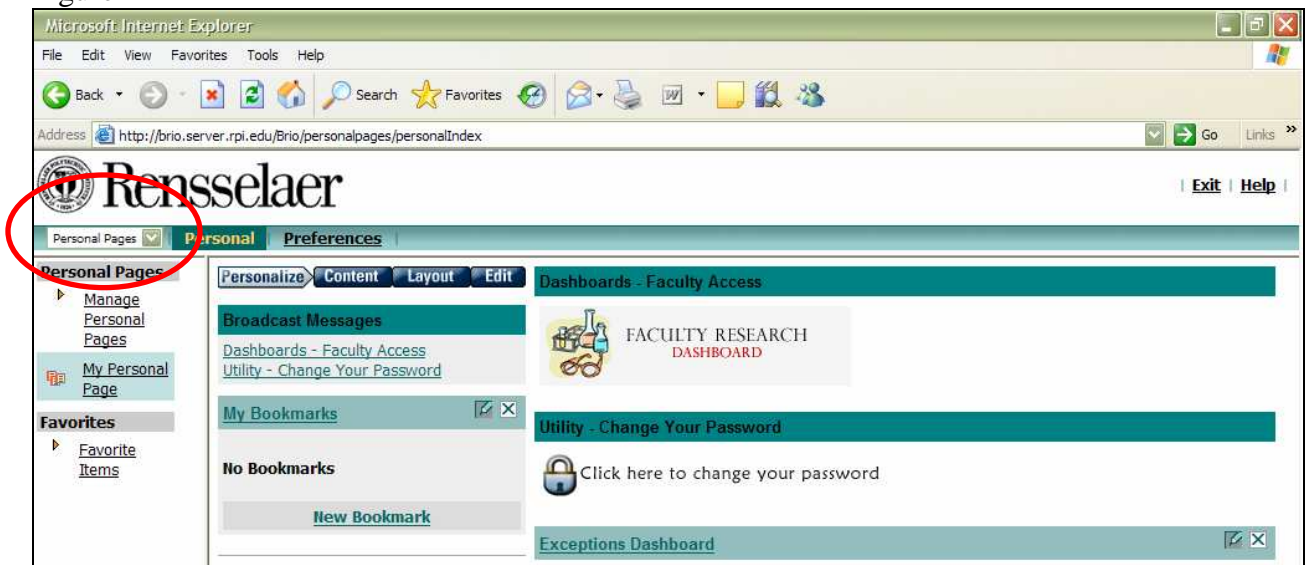 Microsoft Internet Explorer
File Edit View Favorites Tools Help
Back Search Favorites
Address http://brio.server.rpi.edu/Brio/personalpages/personalIndex Go Links »
Rensselaer
| Exit | Help |
Personal Pages | Personal | Preferences |
Personal Pages
Manage
Personal
Pages
My Personal
Page
Favorites
Favorite
Items
Personalize Content Layout Edit
Broadcast Messages
Dashboards - Faculty Access
Utility - Change Your Password
My Bookmarks
No Bookmarks
New Bookmark
Dashboards - Faculty Access
FACULTY RESEARCH
DASHBOARD
Utility - Change Your Password
Click here to change your password
Exceptions Dashboard